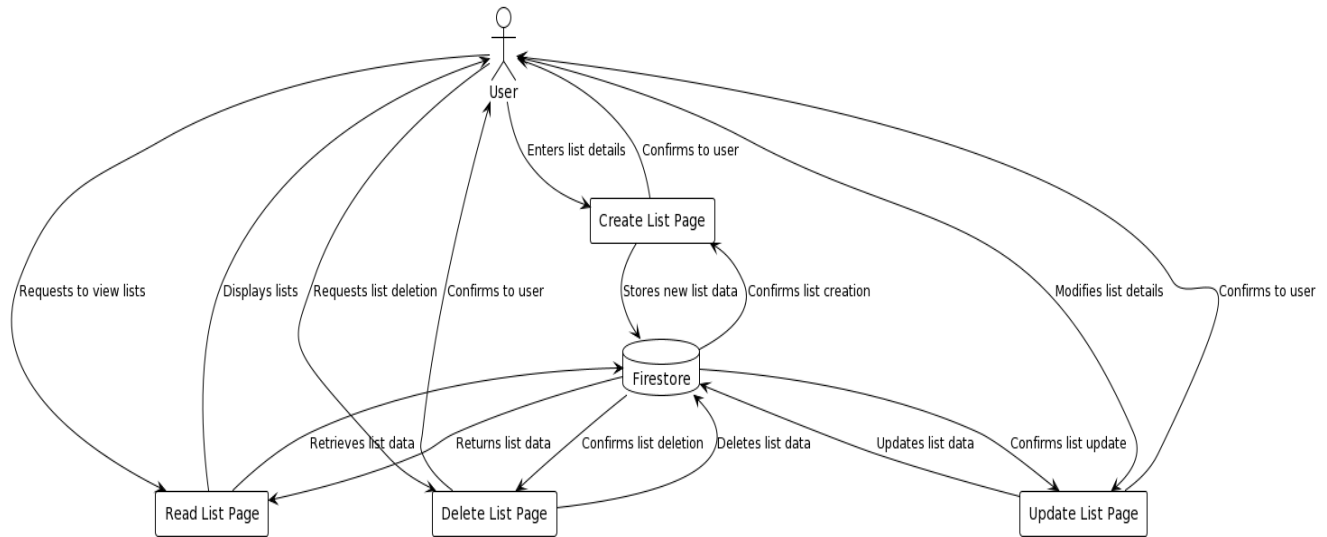 User
Enters list details
Confirms to user
Create List Page
Requests to view lists
Displays lists
Requests list deletion
Confirms to user
Stores new list data
Confirms list creation
Modifies list details
Confirms to user
Firestore
Retrieves list data
Returns list data
Confirms list deletion
Deletes list data
Updates list data
Confirms list update
Read List Page
Delete List Page
Update List Page